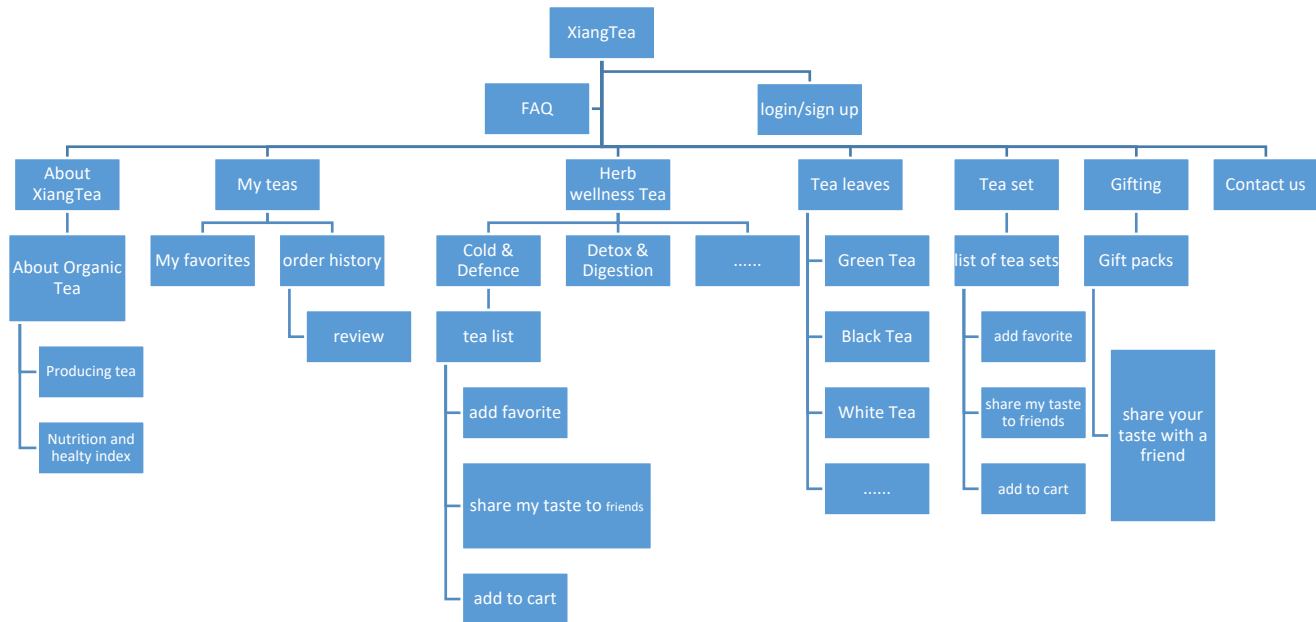 XiangTea
FAQ
login/sign up
About
XiangTea
My teas
Herb
wellness Tea
Tea leaves
Tea set
Gifting
Contact us
About Organic
Tea
My favorites
order history
Cold &
Defence
Detox &
Digestion
......
Green Tea
list of tea sets
Gift packs
review
tea list
Black Tea
add favorite
Producing tea
add favorite
White Tea
share my taste
to friends
share your
taste with a
friend
Nutrition and
healty index
share my taste to friends
......
add to cart
add to cart